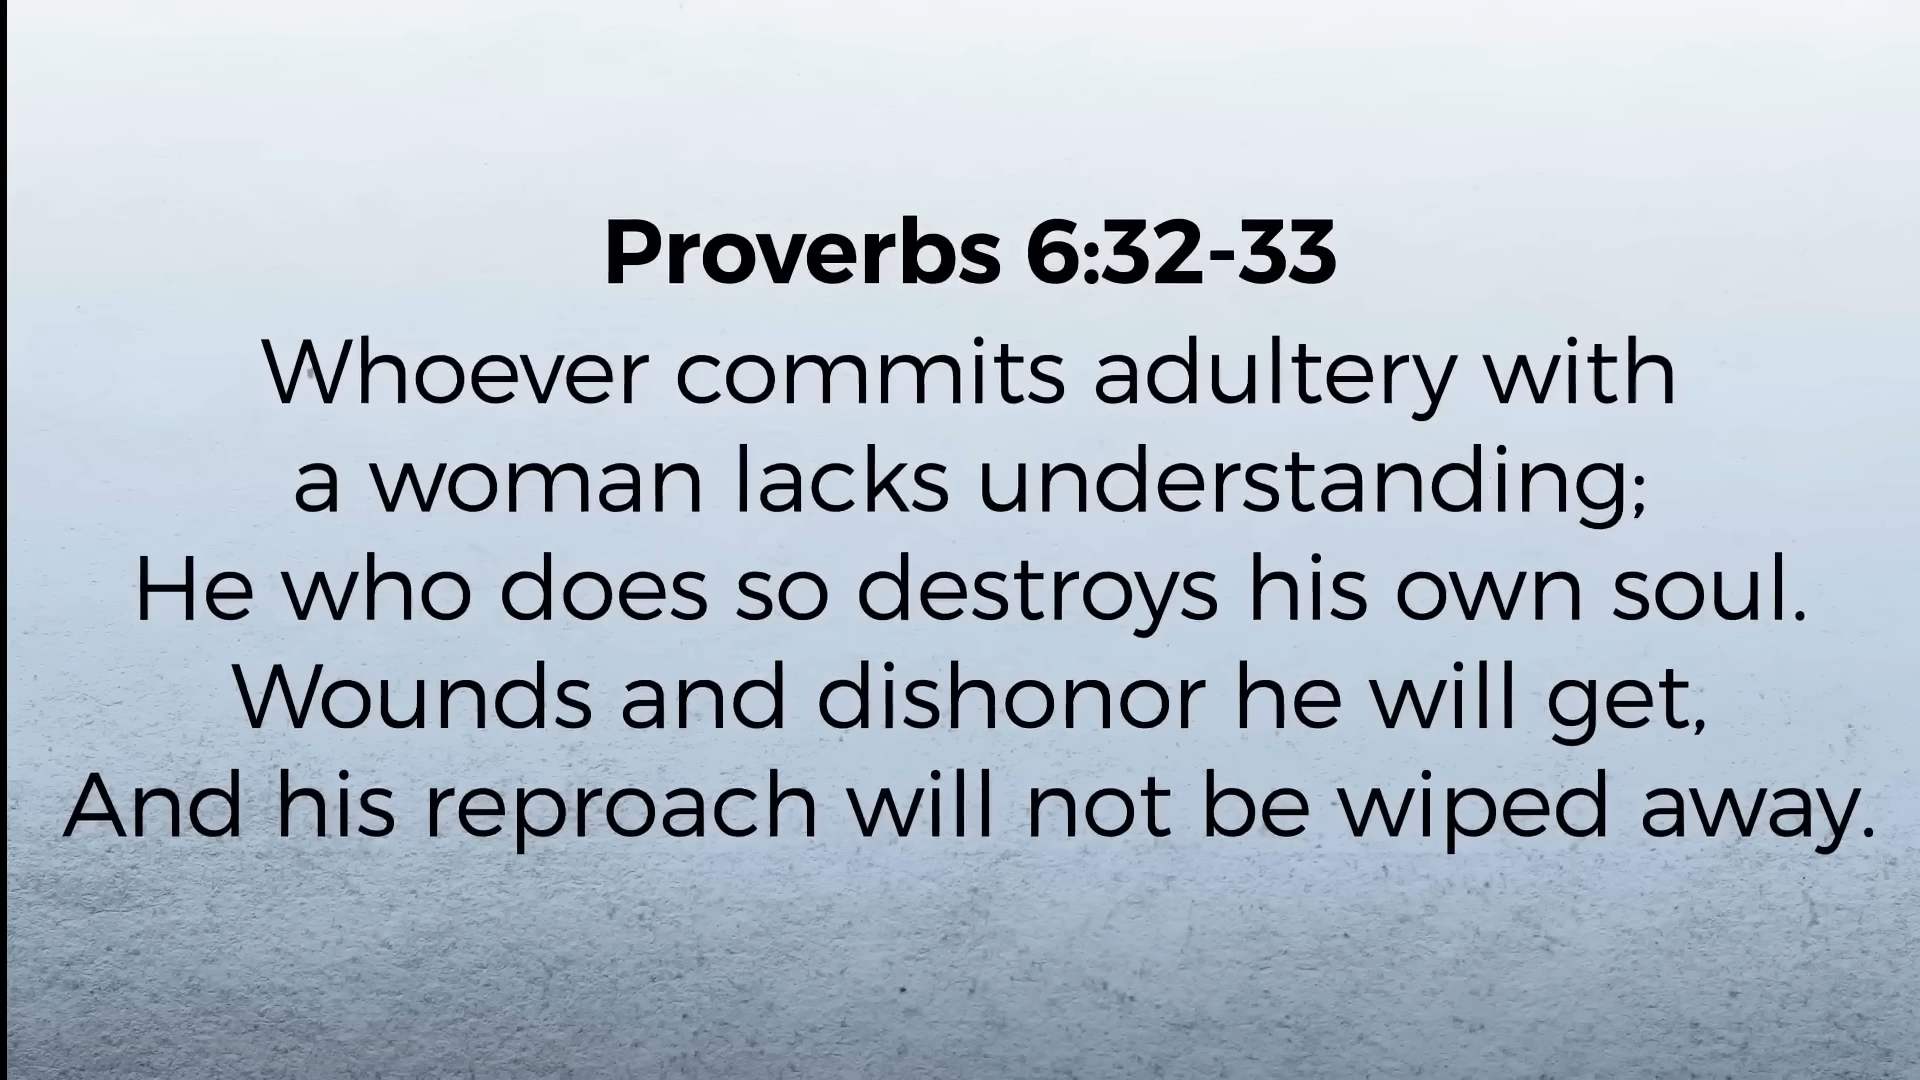 Proverbs 6:32-33
Whoever commits adultery with
a woman lacks understanding;
He who does so destroys his own soul.
Wounds and dishonor he will get,
And his reproach will not be wiped away.